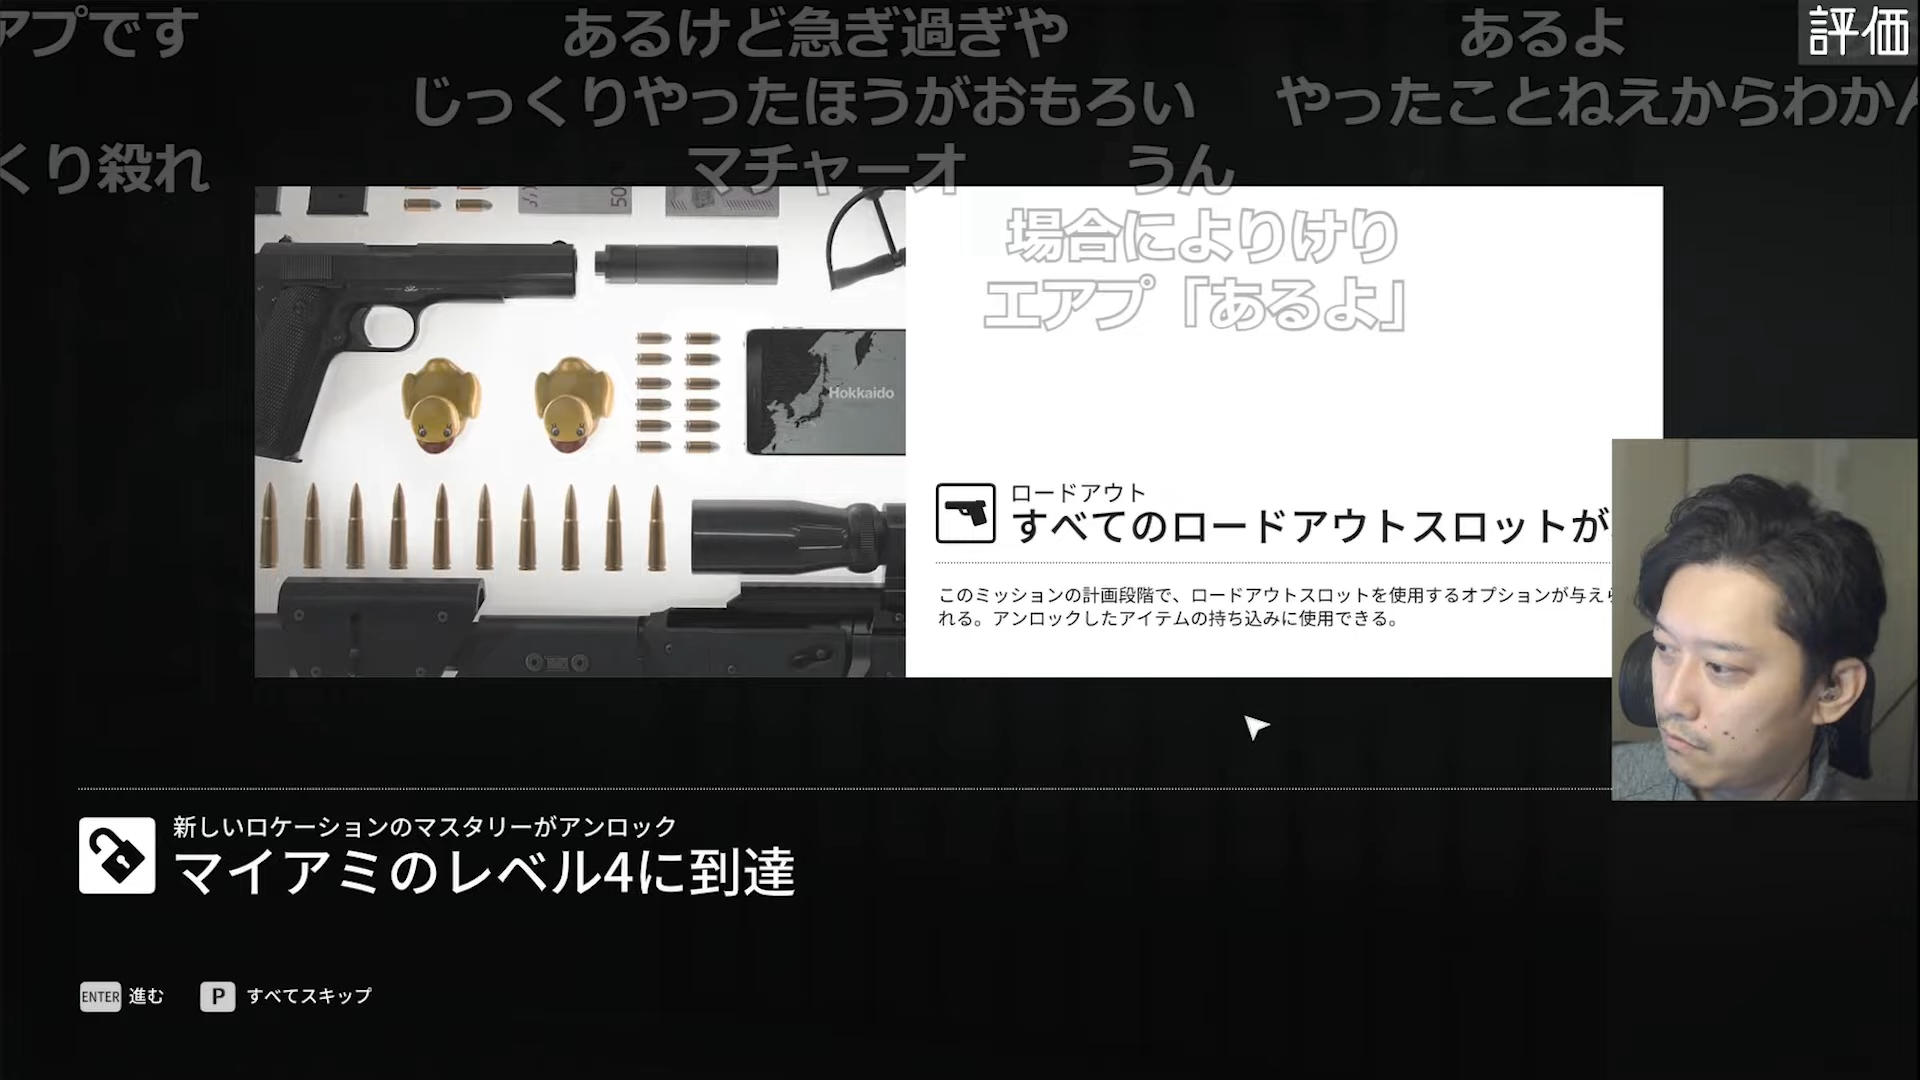 アプです
あるけど急ぎ過ぎや
あるよ
評価
じっくりやったほうがおもろい
やったことねえからわかん
くり殺れ
マチャーオ
うん
場合によりけり
エアプ「あるよ」
50
Hokkaido
ロードアウト
すべてのロードアウトスロットが
このミッションの計画段階で、ロードアウトスロットを使用するオプションが与えら
れる。アンロックしたアイテムの持ち込みに使用できる。
新しいロケーションのマスタリーがアンロック
マイアミのレベル4に到達
ENTER 進む P すべてスキップ